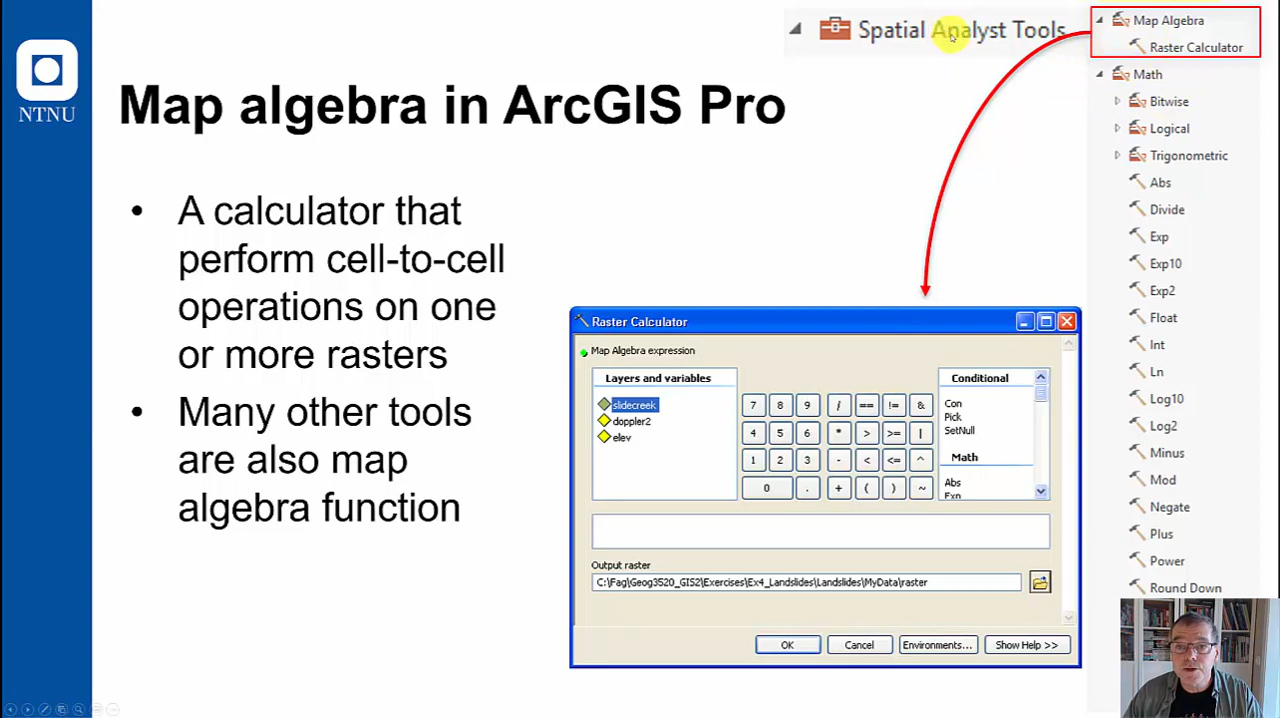 Spatial Analyst Tools
Map Algebra
Raster Calculator
Math
Bitwise
Logical
Trigonometric
Abs
Divide
Exp
Exp10
Exp2
Float
Int
Ln
Log10
Log2
Minus
Mod
Negate
Plus
Power
Round Down
NTNU
Map algebra in ArcGIS Pro
• A calculator that
perform cell-to-cell
operations on one
or more rasters
• Many other tools
are also map
algebra function
Raster Calculator
Map Algebra expression
Layers and variables
slidecreek
doppler2
elev
7 8 9 / == != &
4 5 6 * > >= |
1 2 3 - < <= ^
0 . + ( ) ~
Conditional
Con
Pick
SetNull
Math
Abs
Exp
Output raster
C:\Fag\Geog3520_GIS2\Exercises\Ex4_Landslides\Landslides\MyData\raster
OK Cancel Environments... Show Help >>